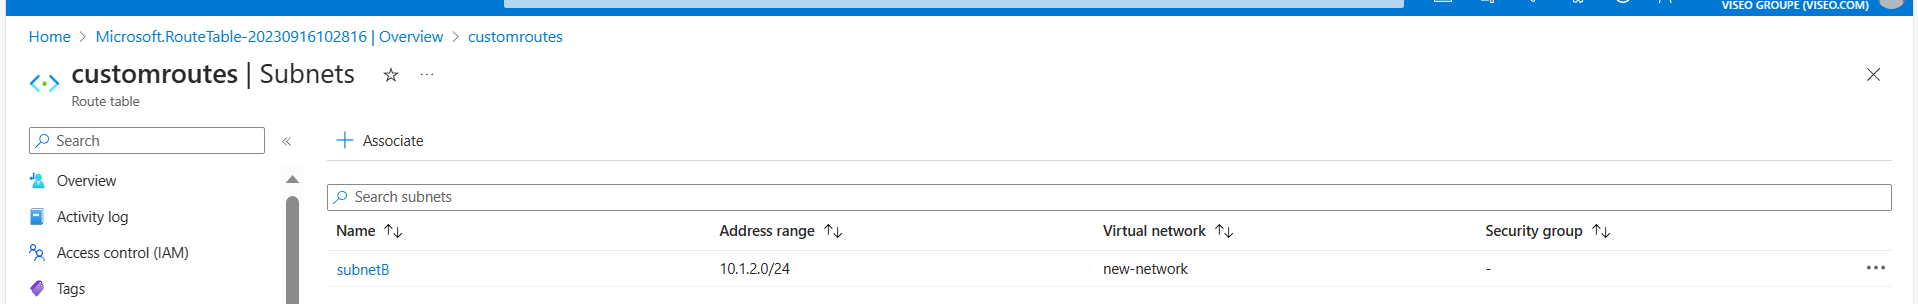 VISEO GROUPE (VISEO.COM)
Home > Microsoft.RouteTable-20230916102816 | Overview > customroutes
customroutes | Subnets ☆ ...
Route table
Search «
+ Associate
Overview
Activity log
Access control (IAM)
Tags
Search subnets
Name ↑↓ Address range ↑↓ Virtual network ↑↓ Security group ↑↓
subnetB 10.1.2.0/24 new-network - ...